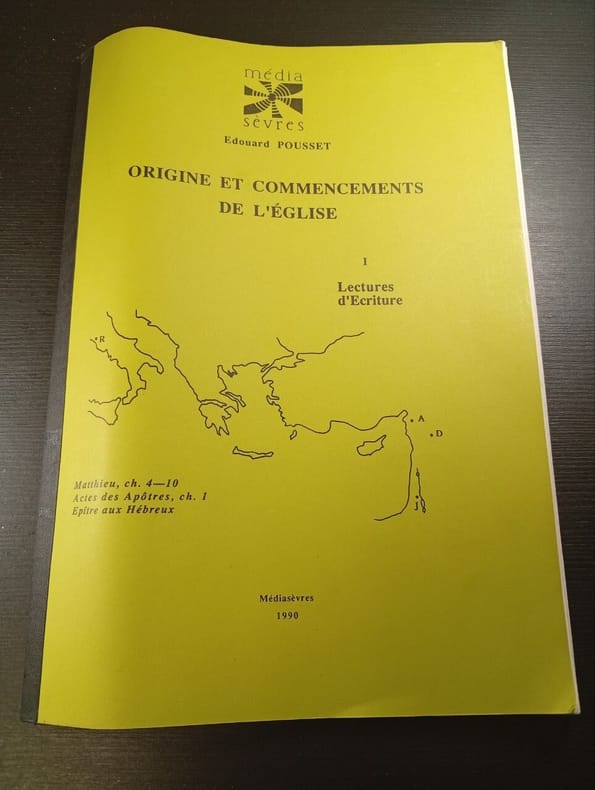 média
sèvres
Edouard POUSSET
ORIGINE ET COMMENCEMENTS
DE L'ÉGLISE
I
Lectures
d'Ecriture
R
A
D
J
Matthieu, ch. 4—10
Actes des Apôtres, ch. 1
Epître aux Hébreux
Médiasèvres
1990